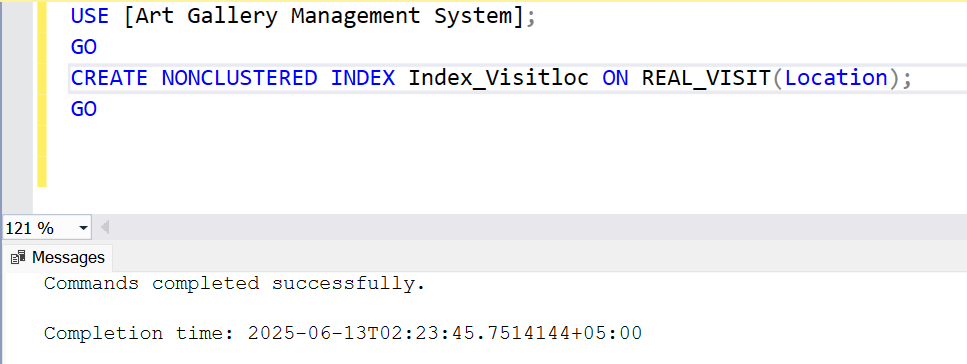 USE [Art Gallery Management System];
GO
CREATE NONCLUSTERED INDEX Index_Visitloc ON REAL_VISIT(Location);
GO
121 %
Messages
Commands completed successfully.
Completion time: 2025-06-13T02:23:45.7514144+05:00